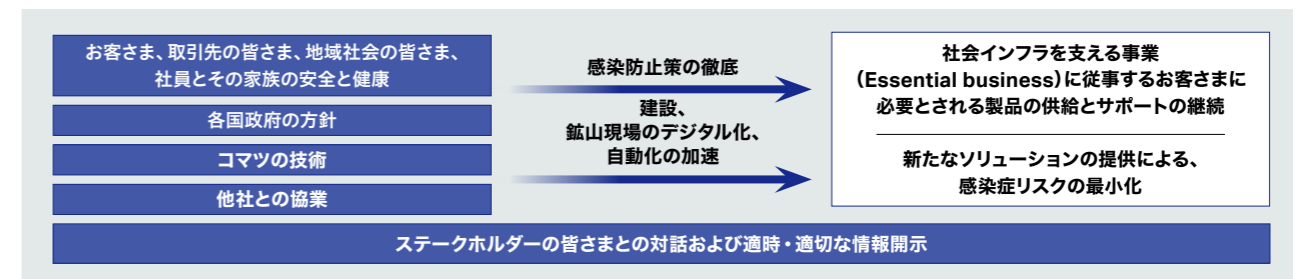 お客さま、取引先の皆さま、地域社会の皆さま、
社員とその家族の安全と健康
各国政府の方針
コマツの技術
他社との協業
感染防止策の徹底
建設、
鉱山現場のデジタル化、
自動化の加速
社会インフラを支える事業
（Essential business）に従事するお客さまに
必要とされる製品の供給とサポートの継続
新たなソリューションの提供による、
感染症リスクの最小化
ステークホルダーの皆さまとの対話および適時・適切な情報開示